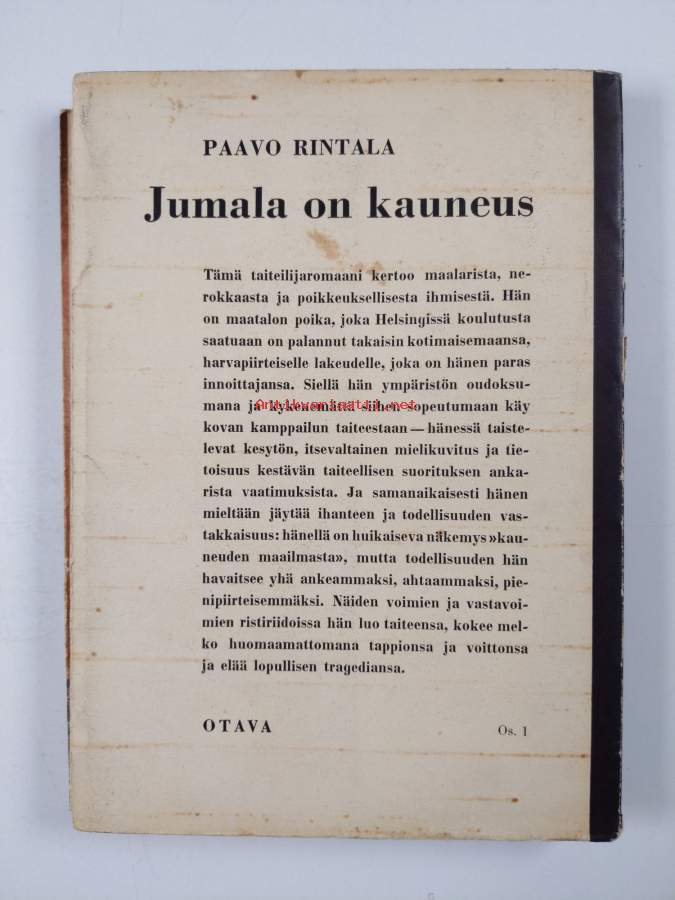 PAAVO RINTALA
Jumala on kauneus
Tämä taiteilijaromaani kertoo maalarista, ne-
rokkaasta ja poikkeuksellisesta ihmisestä. Hän
on maatalon poika, joka Helsingissä koulutusta
saatuaan on palannut takaisin kotimaisemaansa,
harvapiirteiselle lakeudelle, joka on hänen paras
innoittajansa. Siellä hän ympäristön oudoksu-
mana ja kykenemättä siihen sopeutumaan käy
Antikvariaatti.net
kovan kamppailun taiteestaan — hänessä taiste-
levat kesytön, itsevaltainen mielikuvitus ja tie-
toisuus kestävän taiteellisen suorituksen anka-
rista vaatimuksista. Ja samanaikaisesti hänen
mieltään jäytää ihanteen ja todellisuuden vas-
takkaisuus: hänellä on huikaiseva näkemys »kau-
neuden maailmasta», mutta todellisuuden hän
havaitsee yhä ankeammaksi, ahtaammaksi, pie-
nipiirteisemmäksi. Näiden voimien ja vastavoi-
mien ristiriidoissa hän luo taiteensa, kokee mel-
ko huomaamattomana tappionsa ja voittonsa
ja elää lopullisen tragediansa.
OTAVA
Os. 1